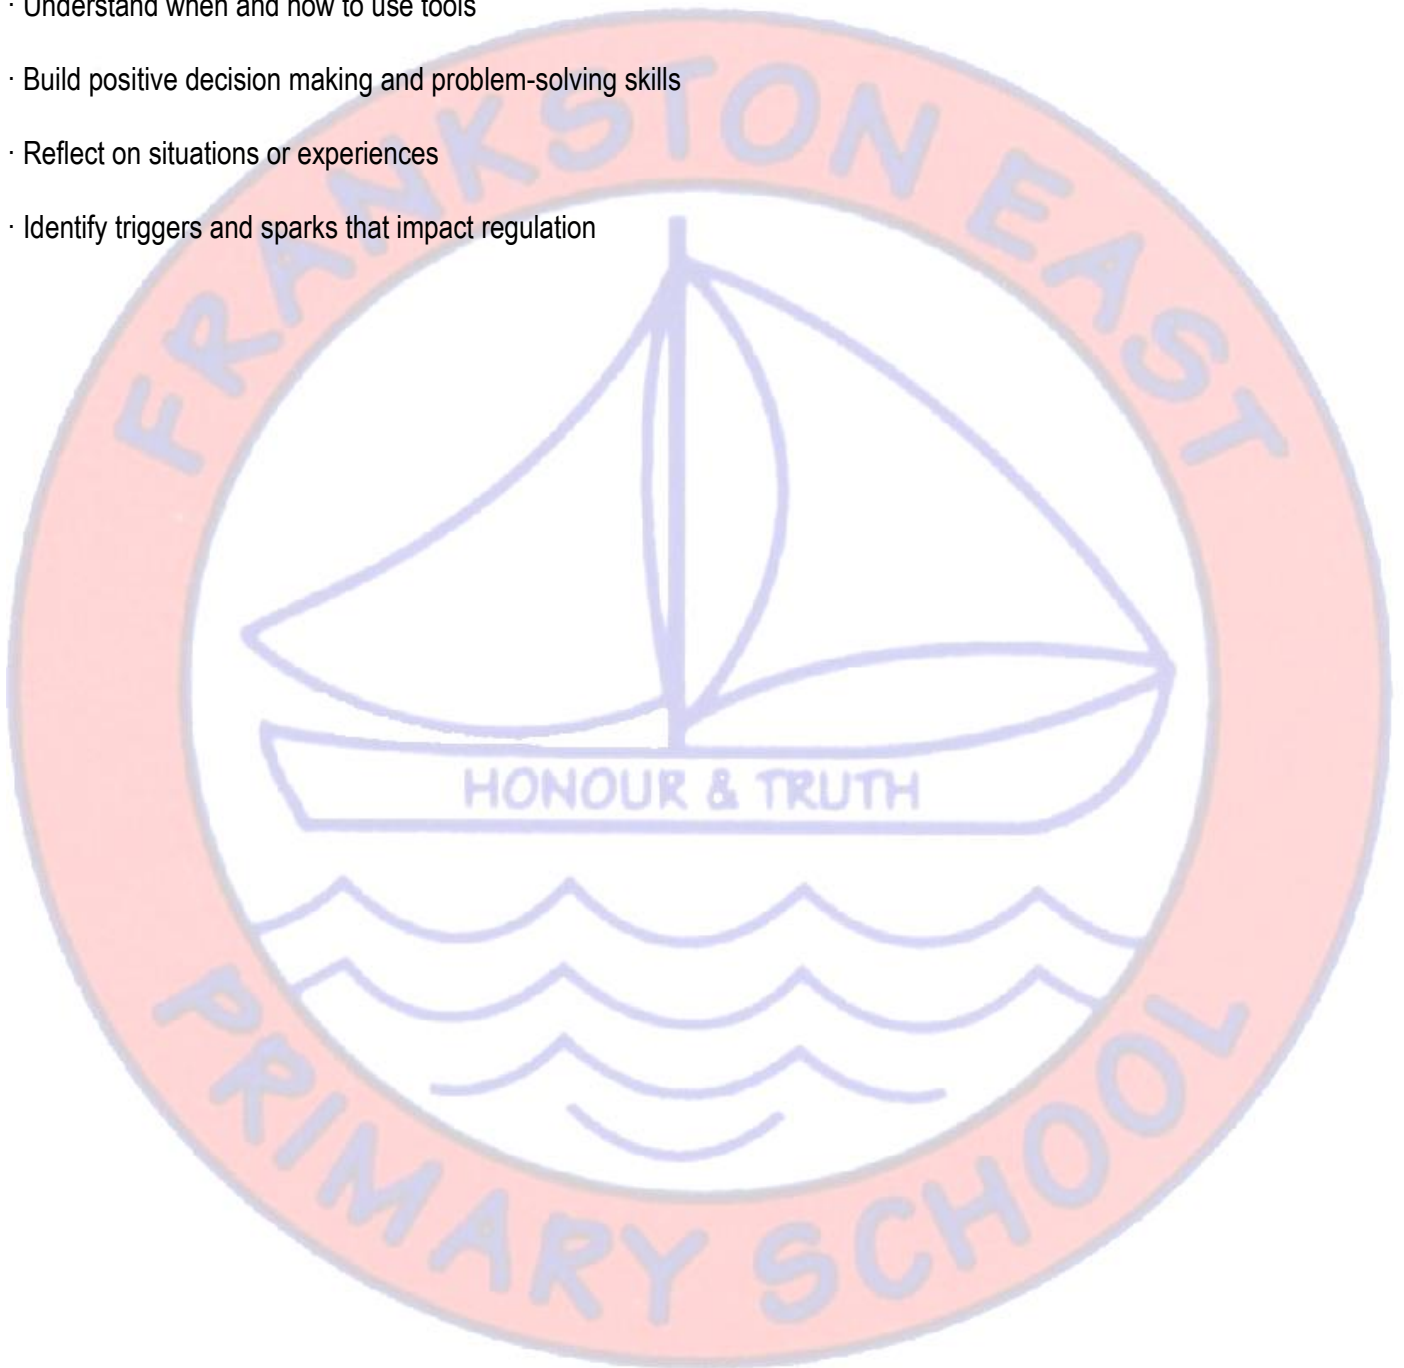 · Understand when and how to use tools
· Build positive decision making and problem-solving skills
· Reflect on situations or experiences
· Identify triggers and sparks that impact regulation
FRANKSTON EAST
HONOUR & TRUTH
PRIMARY SCHOOL